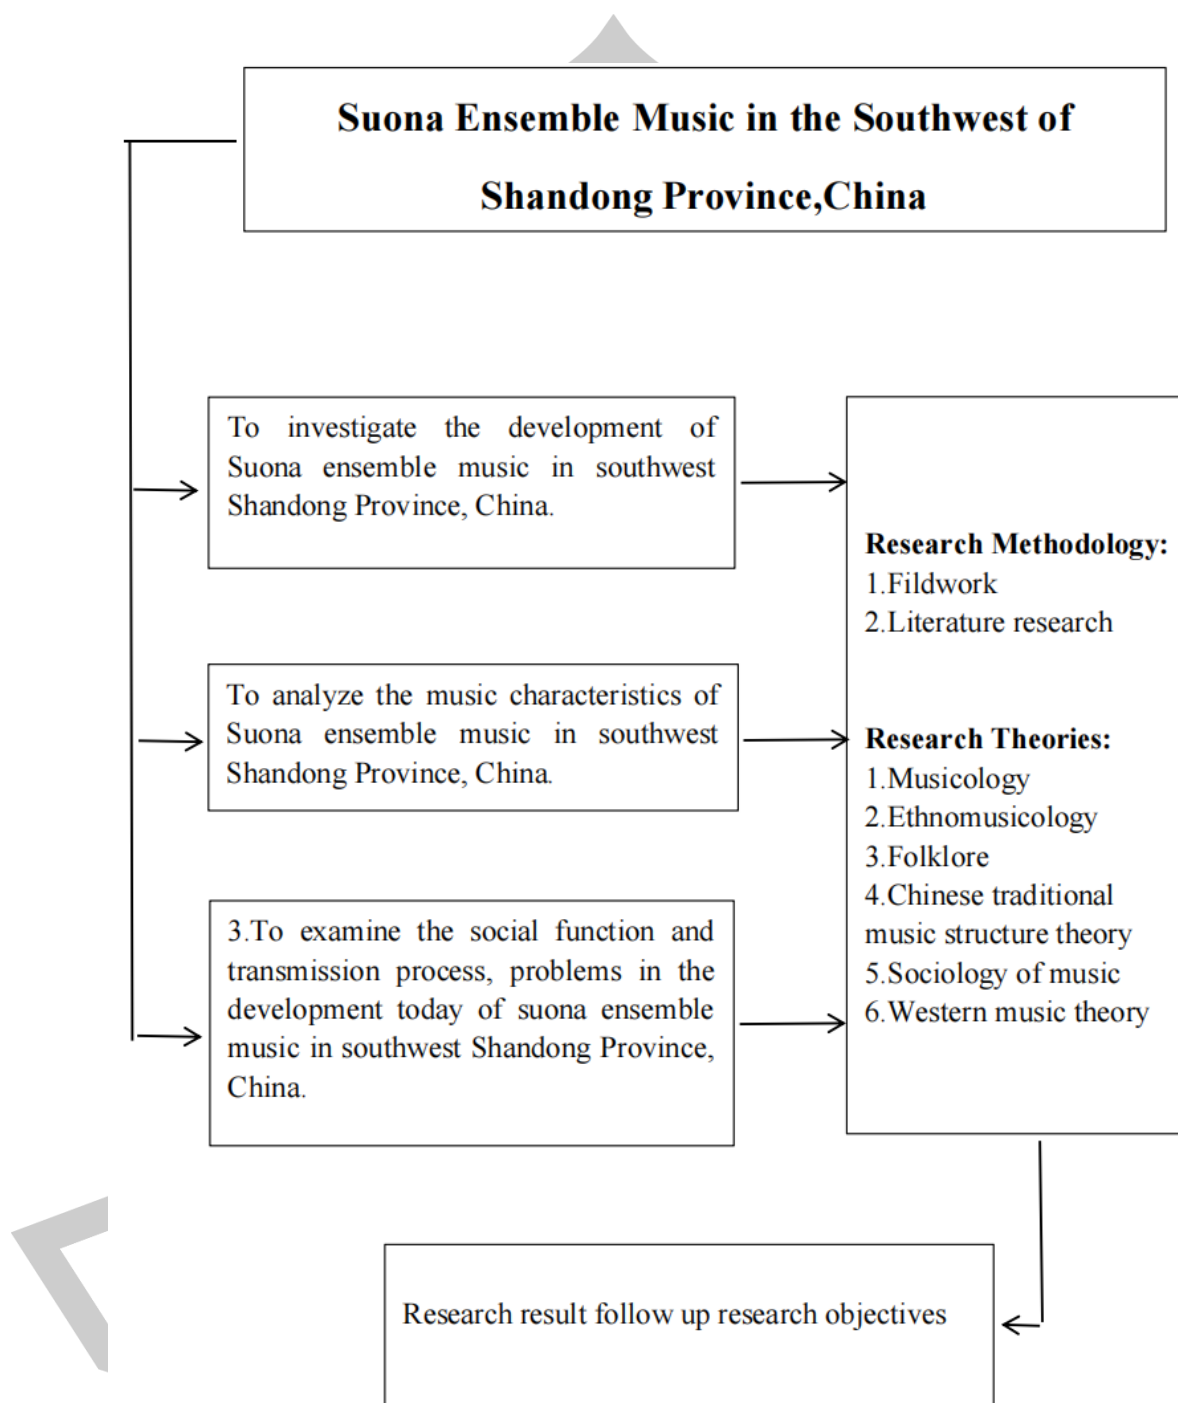 Suona Ensemble Music in the Southwest of
Shandong Province,China
To investigate the development of
Suona ensemble music in southwest
Shandong Province, China.
To analyze the music characteristics of
Suona ensemble music in southwest
Shandong Province, China.
3.To examine the social function and
transmission process, problems in the
development today of suona ensemble
music in southwest Shandong Province,
China.
Research Methodology:
1.Fildwork
2.Literature research
Research Theories:
1.Musicology
2.Ethnomusicology
3.Folklore
4.Chinese traditional
music structure theory
5.Sociology of music
6.Western music theory
Research result follow up research objectives